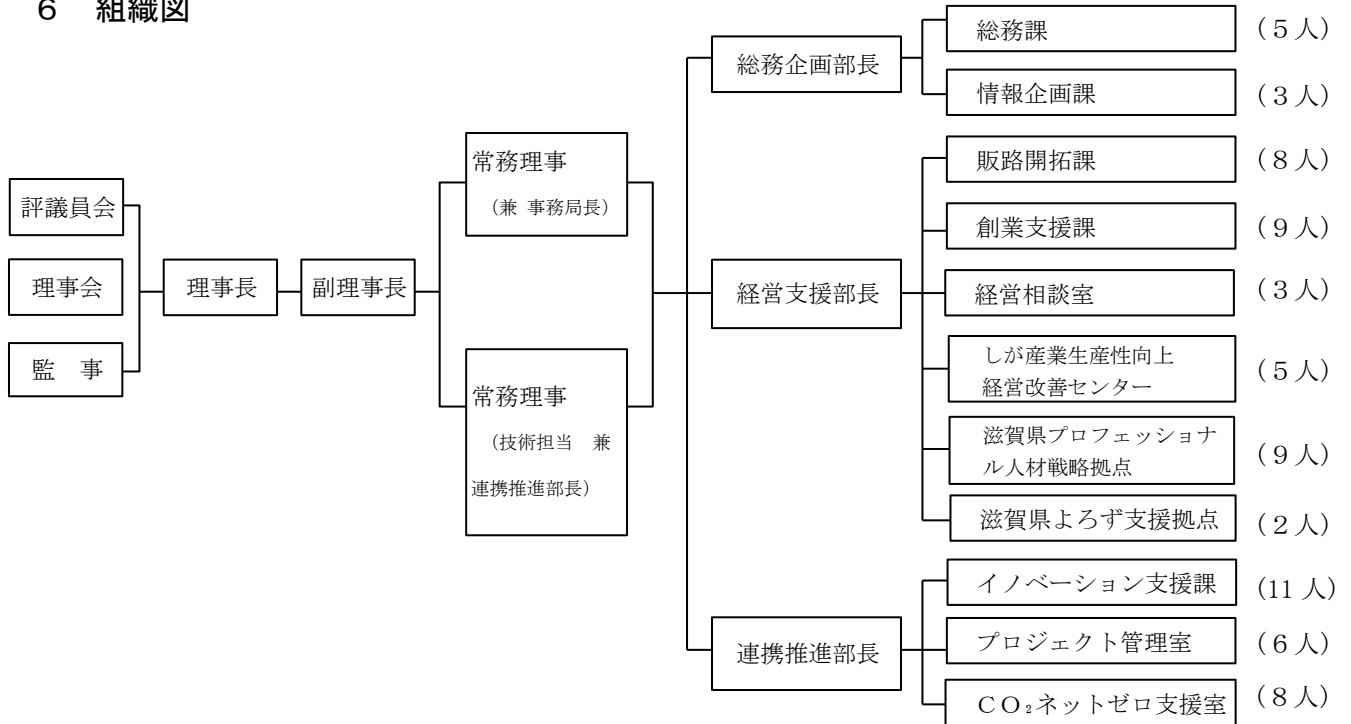 ６　組織図
評議員会
理事会
監　事
理事長
副理事長
常務理事
（兼 事務局長）
常務理事
（技術担当　兼
連携推進部長）
総務企画部長
総務課
（５人）
情報企画課
（３人）
経営支援部長
販路開拓課
（８人）
創業支援課
（９人）
経営相談室
（３人）
しが産業生産性向上
経営改善センター
（５人）
滋賀県プロフェッショナ
ル人材戦略拠点
（９人）
滋賀県よろず支援拠点
（２人）
連携推進部長
イノベーション支援課
（11 人）
プロジェクト管理室
（６人）
ＣＯ₂ネットゼロ支援室
（８人）